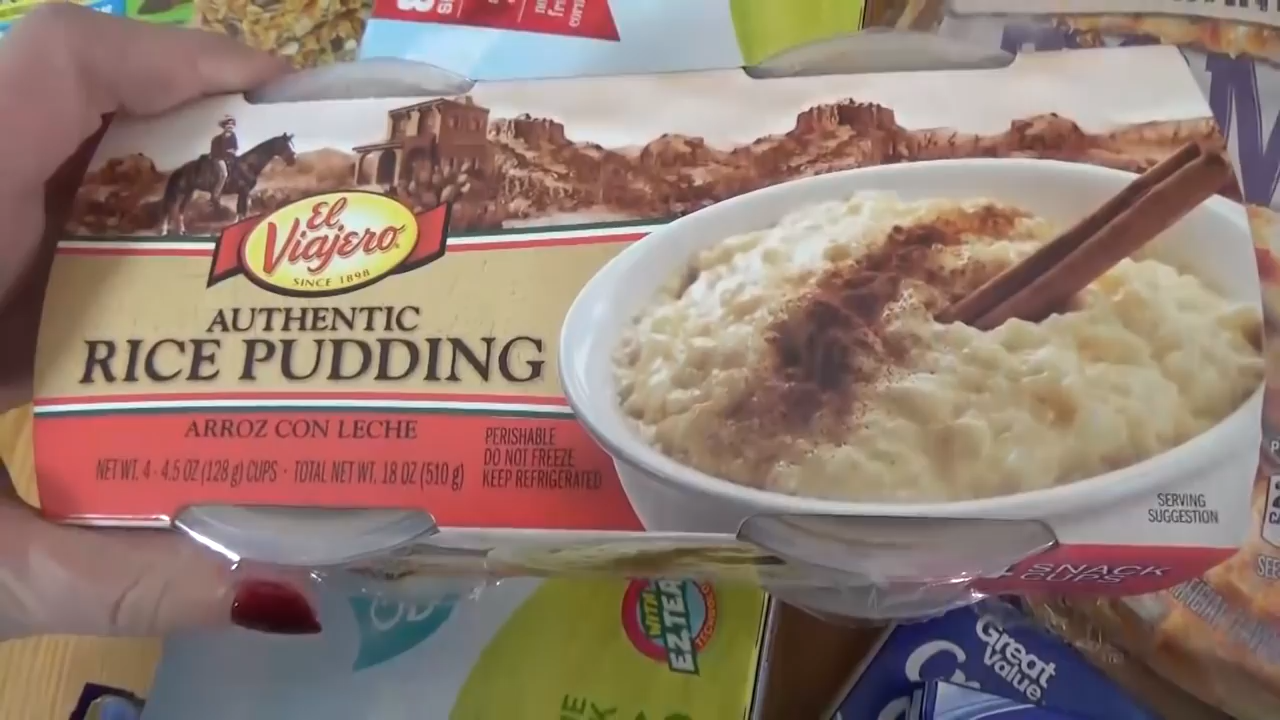 El
Viajero
SINCE 1898
AUTHENTIC
RICE PUDDING
ARROZ CON LECHE
NET WT. 4 - 4.5 OZ (128 g) CUPS · TOTAL NET WT. 18 OZ (510 g)
PERISHABLE
DO NOT FREEZE
KEEP REFRIGERATED
SERVING
SUGGESTION
4 SNACK
CUPS
WITH
EZ TEAR
Great
Value